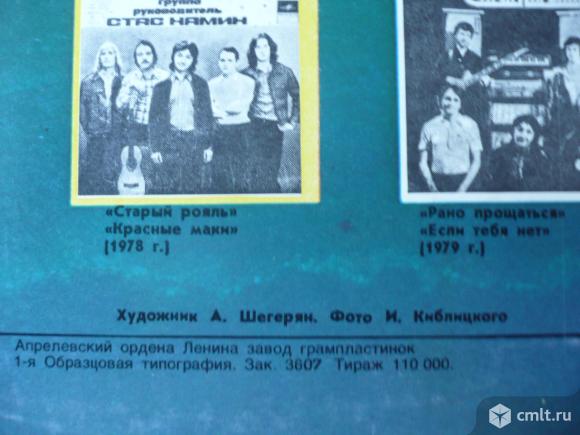 группа
руководитель
СТАС НАМИН
«Старый рояль»
«Красные маки»
(1978 г.)
«Рано прощаться»
«Если тебя нет»
(1979 г.)
Художник А. Шегерян. Фото И. Киблицкого
Апрелевский ордена Ленина завод грампластинок
1-я Образцовая типография. Зак. 3607 Тираж 110 000.
cmlt.ru